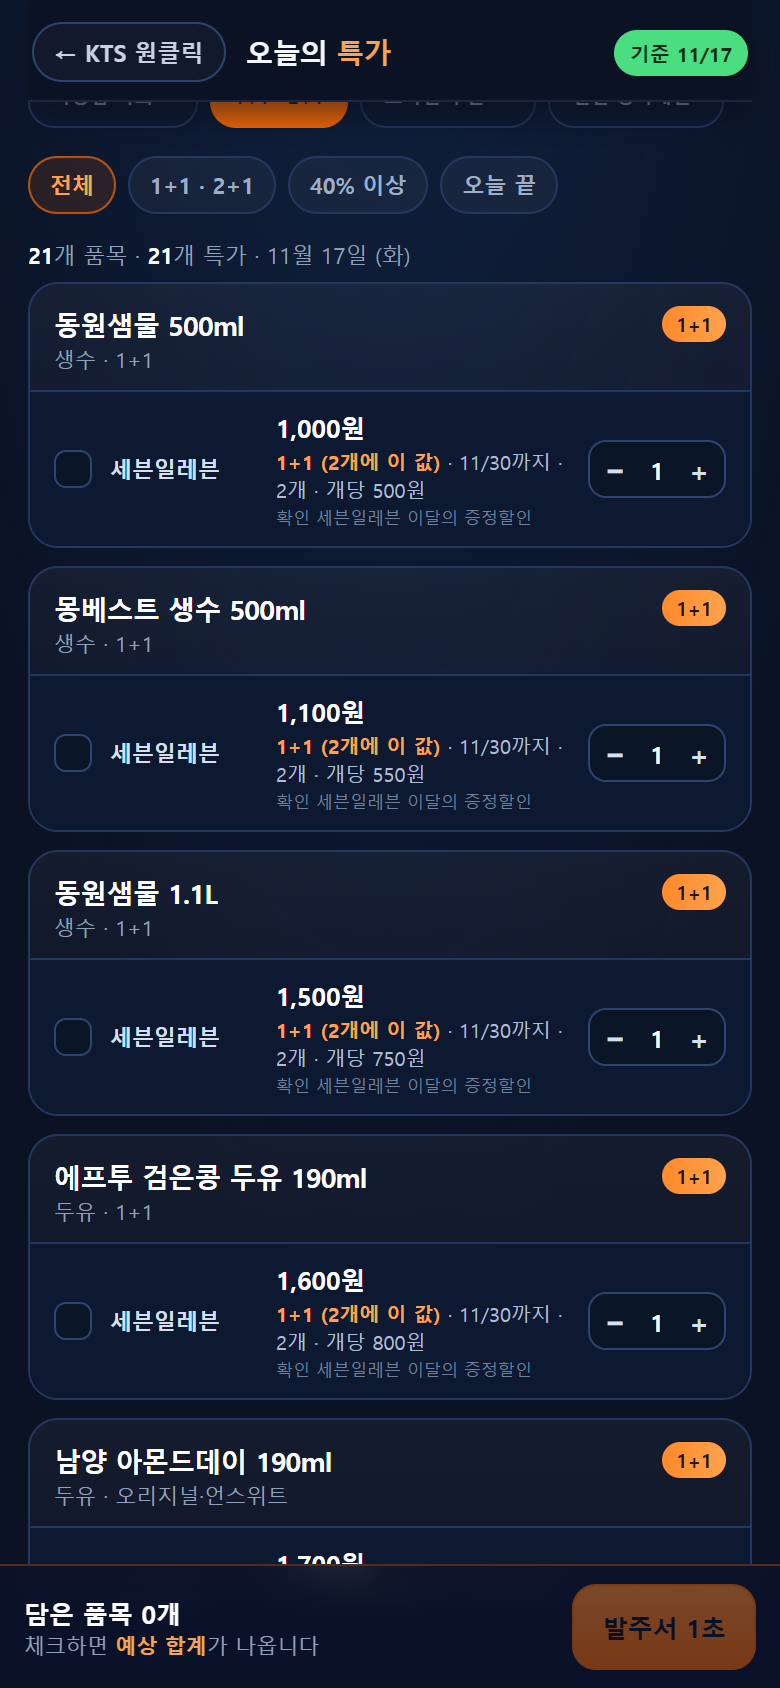 ← KTS 원클릭
오늘의 특가
기준 11/17
전체
1+1 · 2+1
40% 이상
오늘 끝
21개 품목 · 21개 특가 · 11월 17일 (화)
동원샘물 500ml
1+1
생수 · 1+1
세븐일레븐
1,000원
1+1 (2개에 이 값) · 11/30까지 ·
2개 · 개당 500원
확인 세븐일레븐 이달의 증정할인
− 1 +
몽베스트 생수 500ml
1+1
생수 · 1+1
세븐일레븐
1,100원
1+1 (2개에 이 값) · 11/30까지 ·
2개 · 개당 550원
확인 세븐일레븐 이달의 증정할인
− 1 +
동원샘물 1.1L
1+1
생수 · 1+1
세븐일레븐
1,500원
1+1 (2개에 이 값) · 11/30까지 ·
2개 · 개당 750원
확인 세븐일레븐 이달의 증정할인
− 1 +
에프투 검은콩 두유 190ml
1+1
두유 · 1+1
세븐일레븐
1,600원
1+1 (2개에 이 값) · 11/30까지 ·
2개 · 개당 800원
확인 세븐일레븐 이달의 증정할인
− 1 +
남양 아몬드데이 190ml
1+1
두유 · 오리지널·언스위트
1,700원
담은 품목 0개
체크하면 예상 합계가 나옵니다
발주서 1초